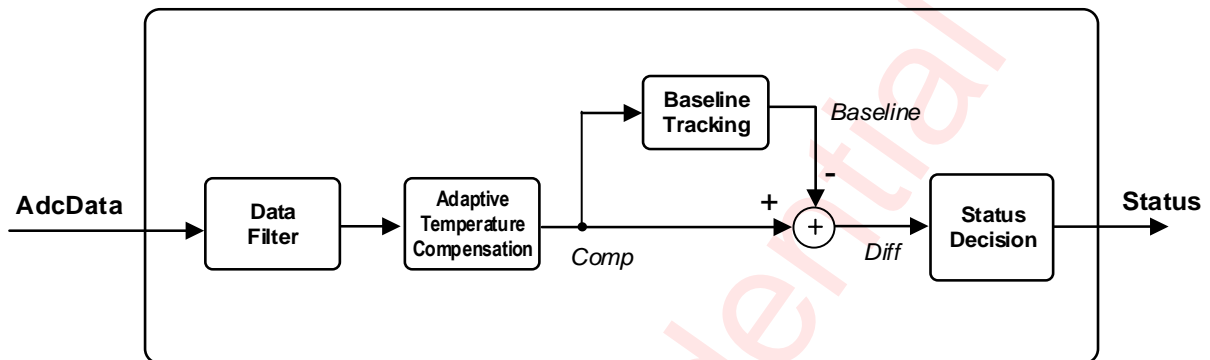 Baseline
Tracking
Baseline
-
AdcData
Data
Filter
Adaptive
Temperature
Compensation
Comp
+
+
Diff
Status
Decision
Status